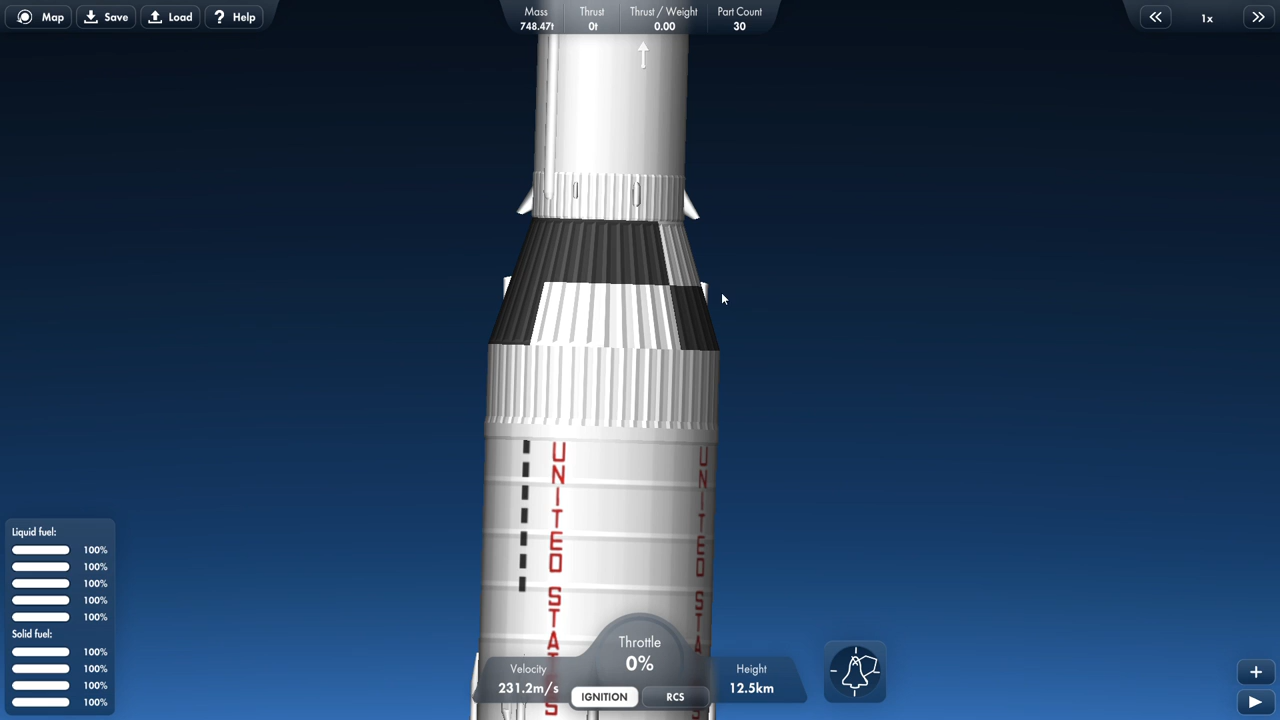 Map Save Load Help
Mass Thrust Thrust / Weight Part Count
748.47t 0t 0.00 30
1x
UNITED STATES
UNITED STA S
Liquid fuel:
100%
100%
100%
100%
100%
Solid fuel:
100%
100%
100%
100%
Throttle
0%
Velocity
231.2m/s
IGNITION
RCS
Height
12.5km